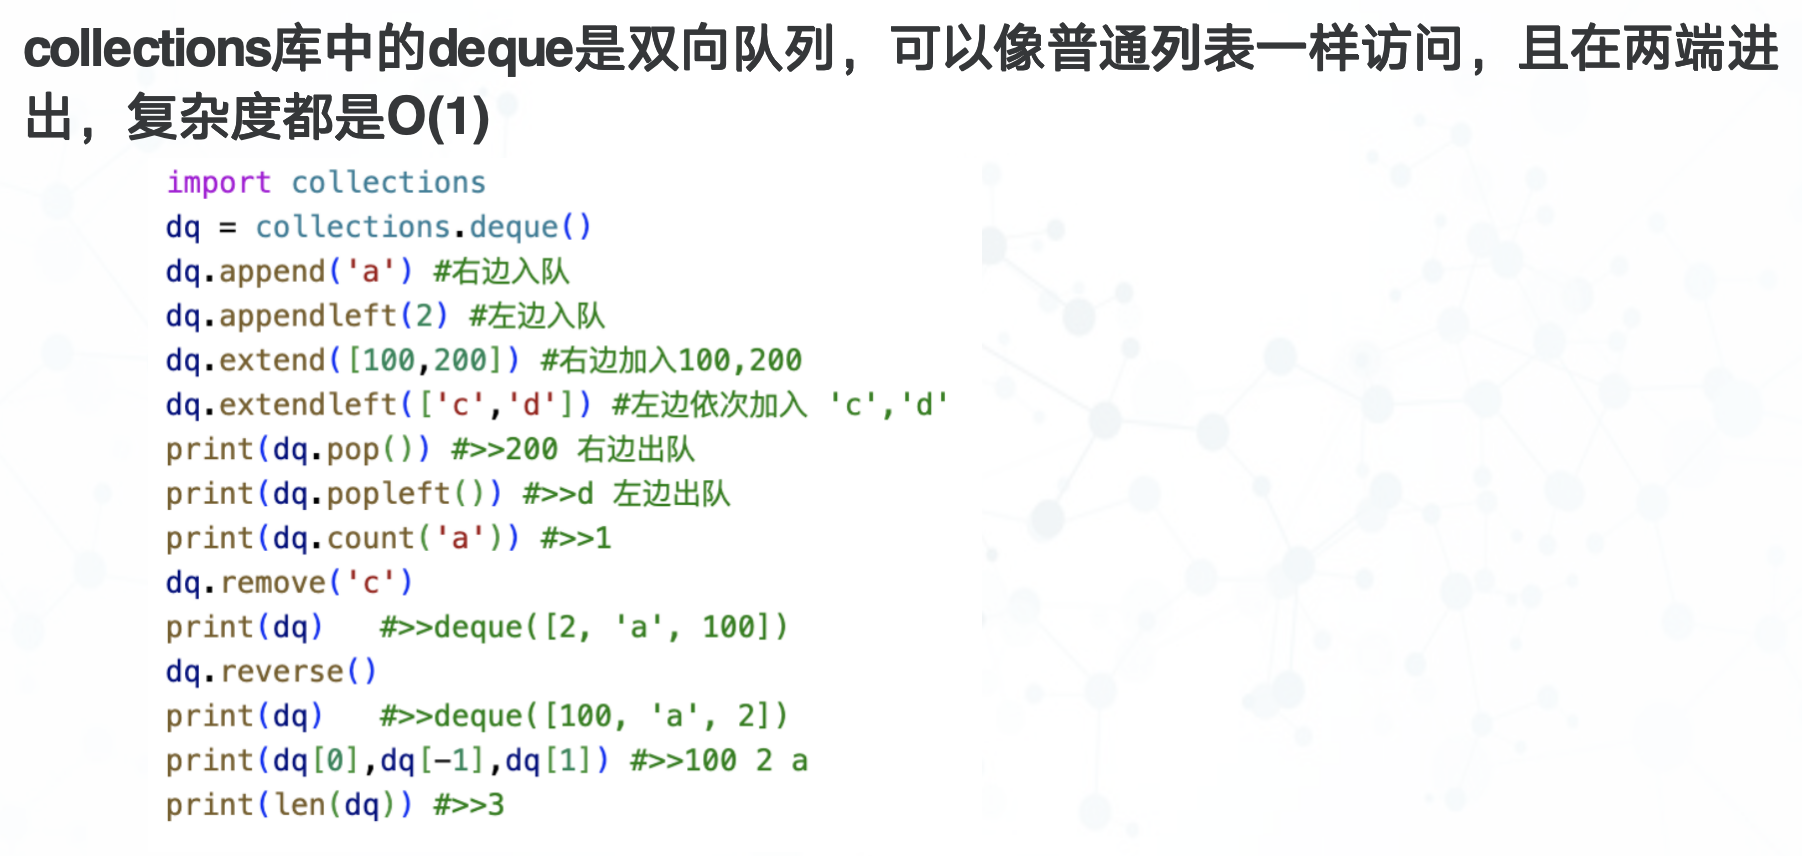 collections库中的deque是双向队列，可以像普通列表一样访问，且在两端进
出，复杂度都是O(1)
import collections
dq = collections.deque()
dq.append('a') #右边入队
dq.appendleft(2) #左边入队
dq.extend([100,200]) #右边加入100,200
dq.extendleft(['c','d']) #左边依次加入 'c','d'
print(dq.pop()) #>>200 右边出队
print(dq.popleft()) #>>d 左边出队
print(dq.count('a')) #>>1
dq.remove('c')
print(dq)   #>>deque([2, 'a', 100])
dq.reverse()
print(dq)   #>>deque([100, 'a', 2])
print(dq[0],dq[-1],dq[1]) #>>100 2 a
print(len(dq)) #>>3